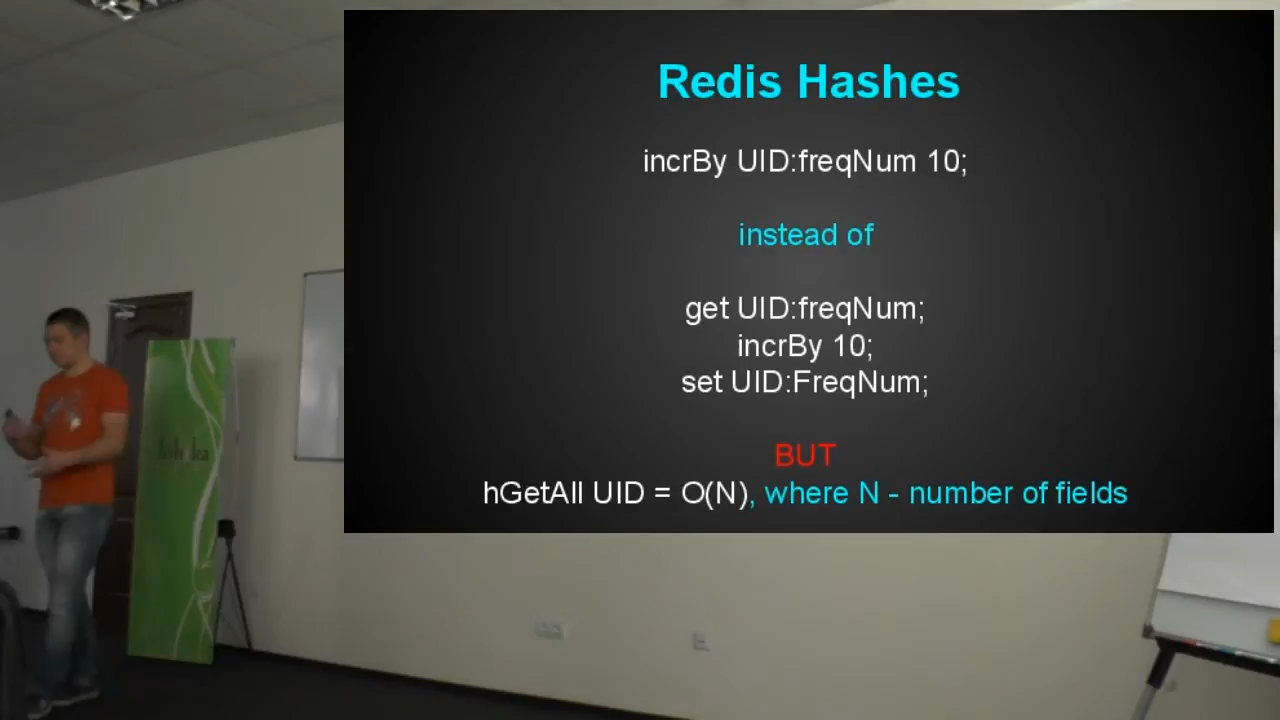 Redis Hashes
incrBy UID:freqNum 10;
instead of
get UID:freqNum;
incrBy 10;
set UID:FreqNum;
BUT
hGetAll UID = O(N), where N - number of fields